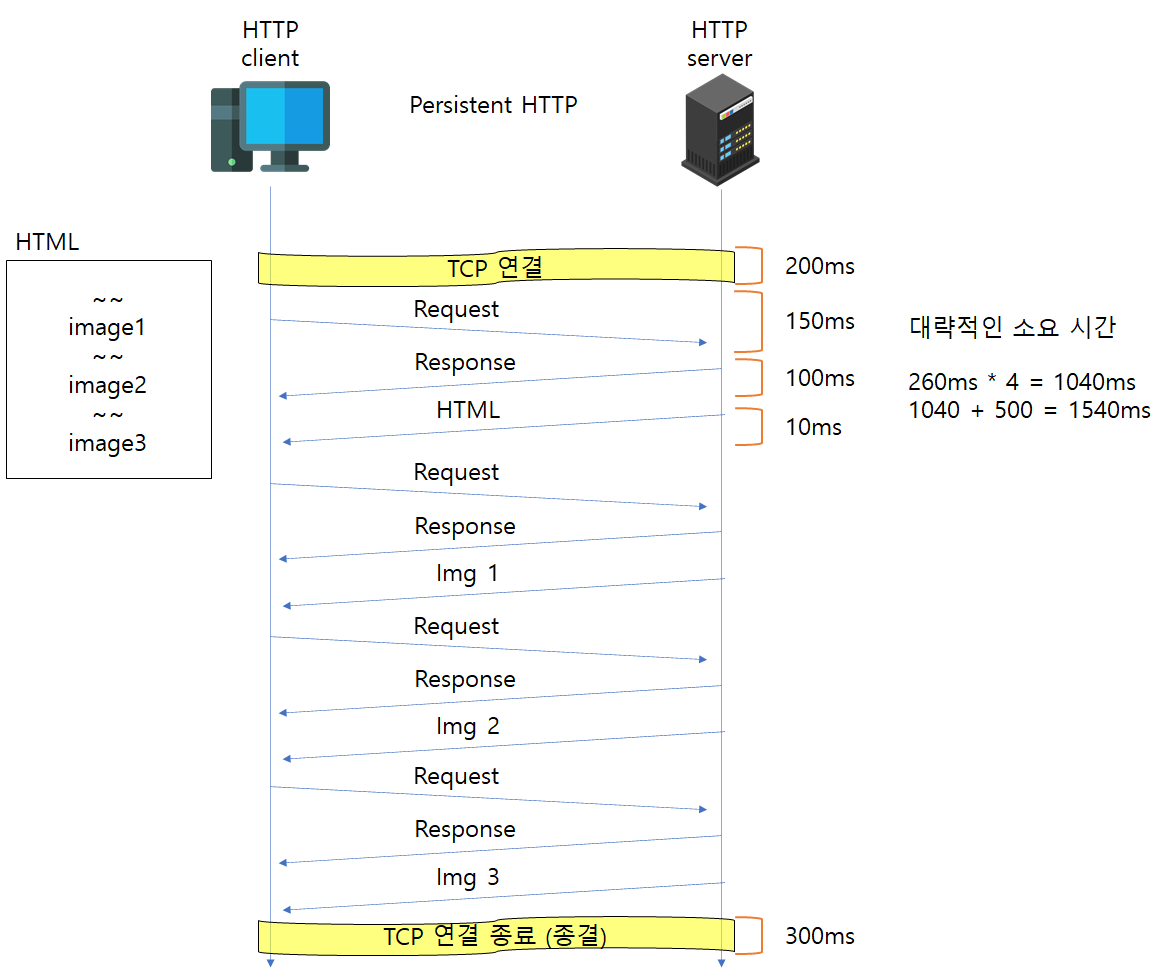 HTTP
client
HTTP
server
Persistent HTTP
HTML
~~
image1
~~
image2
~~
image3
TCP 연결
200ms
Request
150ms
Response
100ms
HTML
10ms
대략적인 소요 시간
260ms * 4 = 1040ms
1040 + 500 = 1540ms
Request
Response
Img 1
Request
Response
Img 2
Request
Response
Img 3
TCP 연결 종료 (종결)
300ms